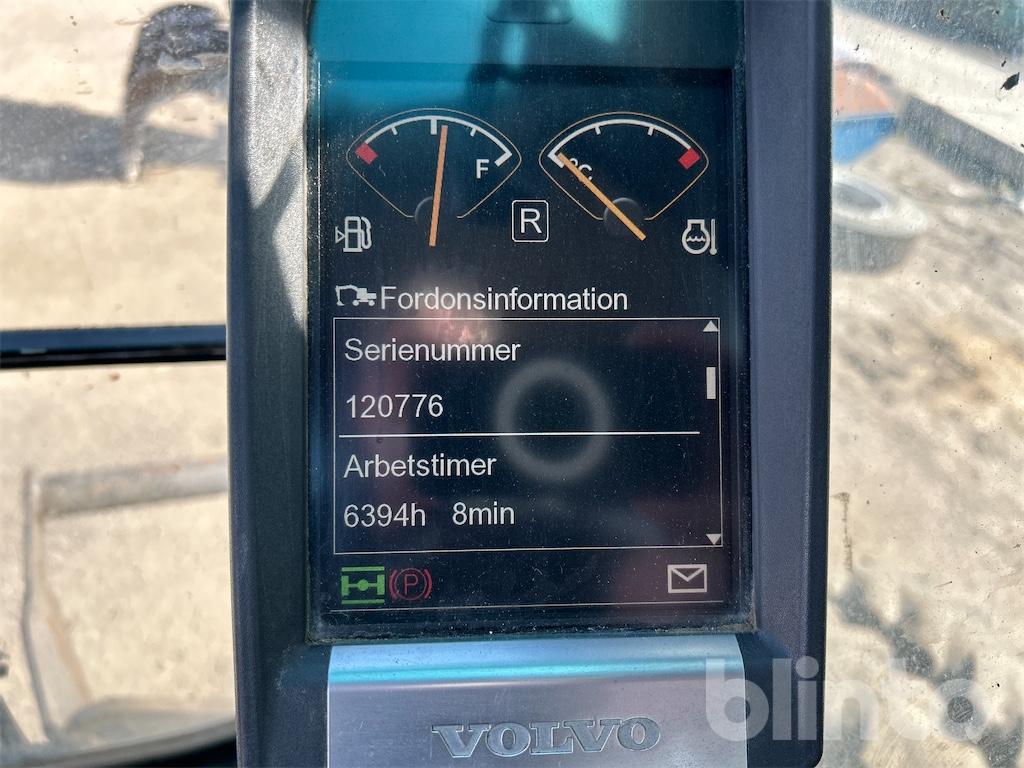 F
°C
R
Fordonsinformation
Serienummer
120776
Arbetstimer
6394h 8min
P
VOLVO
blinto